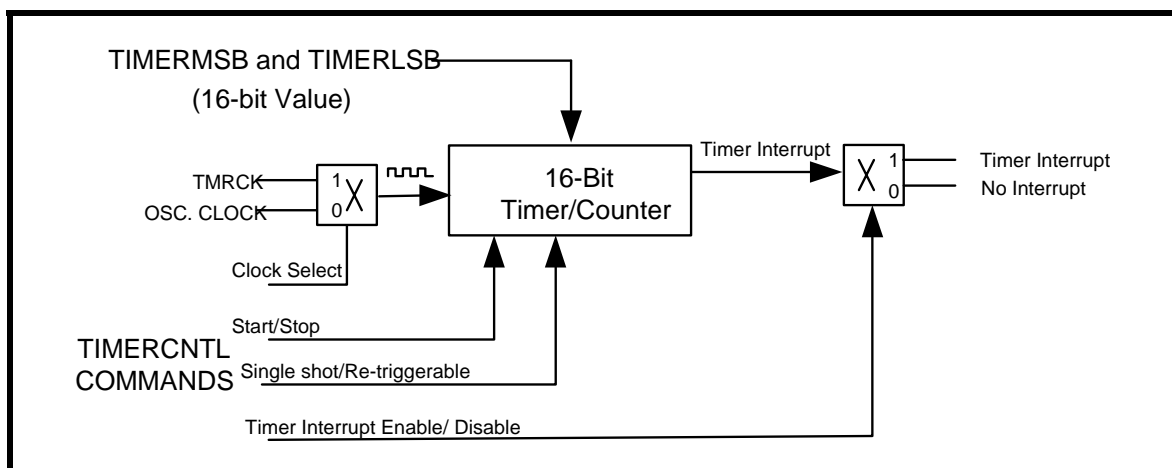 TIMERMSB and TIMERLSB
(16-bit Value)
TMRCK
OSC. CLOCK
1
0
X
Clock Select
16-Bit
Timer/Counter
Timer Interrupt
X
1
0
Timer Interrupt
No Interrupt
Start/Stop
TIMERCNTL
COMMANDS
Single shot/Re-triggerable
Timer Interrupt Enable/ Disable